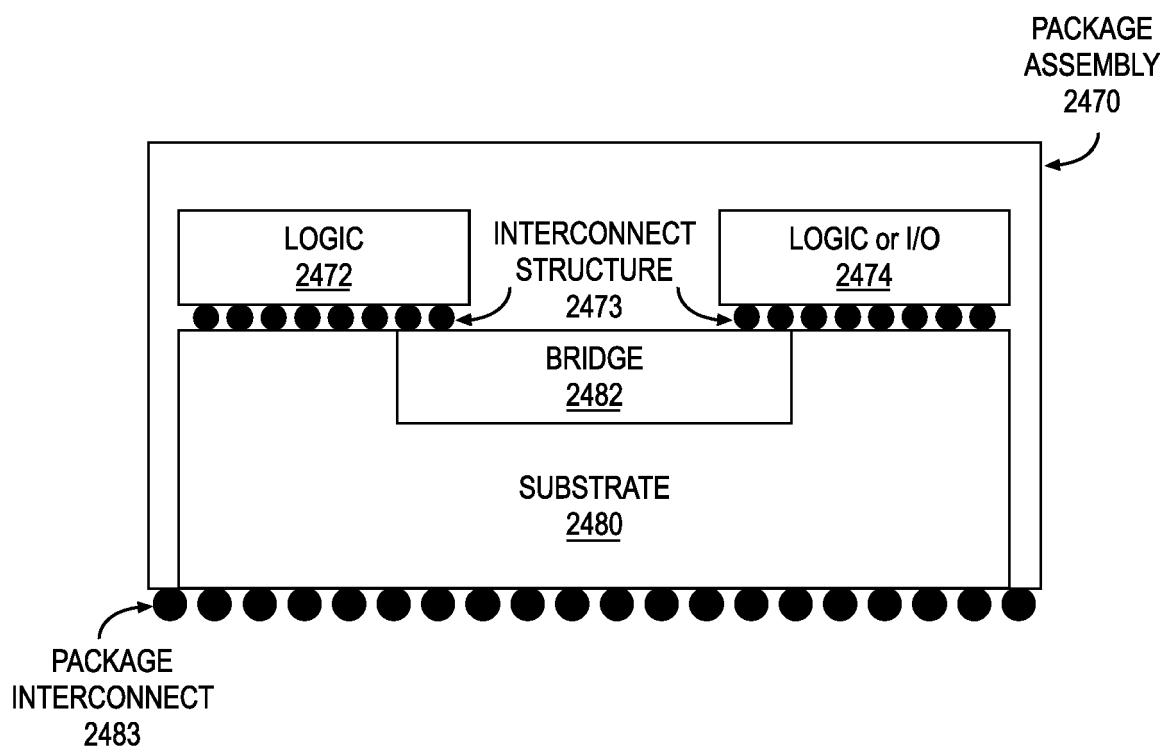 PACKAGE
ASSEMBLY
2470
LOGIC
2472
INTERCONNECT
STRUCTURE
2473
LOGIC or I/O
2474
BRIDGE
2482
SUBSTRATE
2480
PACKAGE
INTERCONNECT
2483